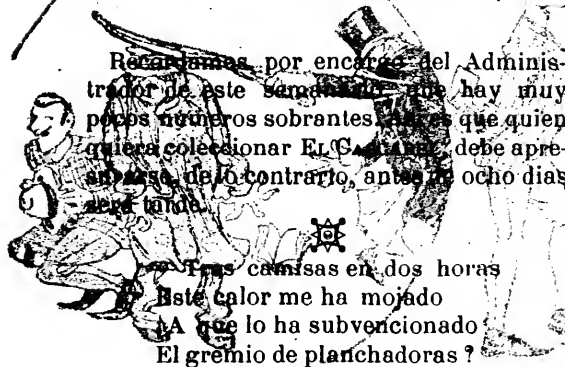 Recordamos por encargo del Adminis-
trador de este semanario que hay muy
pocos números sobrantes. Así es que quien
quiera coleccionar EL debe apre-
surarse, de lo contrario, antes de ocho dias
será tarde.
Tres camisas en dos horas
Este calor me ha mojado
¿A que lo ha subvencionado
El gremio de planchadoras?